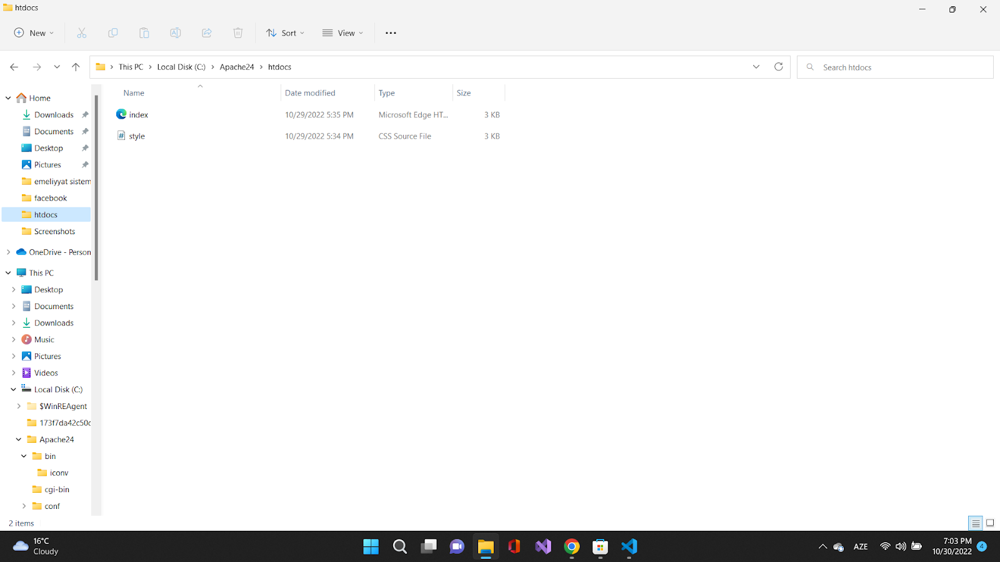 htdocs
New
Sort
View
This PC
Local Disk (C:)
Apache24
htdocs
Search htdocs
Name
Date modified
Type
Size
index
10/29/2022 5:35 PM
Microsoft Edge HT...
3 KB
style
10/29/2022 5:34 PM
CSS Source File
3 KB
Home
Downloads
Documents
Desktop
Pictures
emeliyyat sistem
facebook
htdocs
Screenshots
OneDrive - Person
This PC
Desktop
Documents
Downloads
Music
Pictures
Videos
Local Disk (C:)
$WinREAgent
173f7da42c50c
Apache24
bin
iconv
cgi-bin
conf
2 items
16°C
Cloudy
AZE
7:03 PM
10/30/2022
4